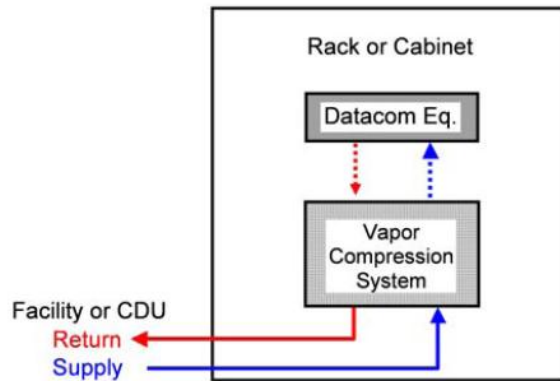 Rack or Cabinet
Datacom Eq.
Vapor
Compression
System
Facility or CDU
Return
Supply